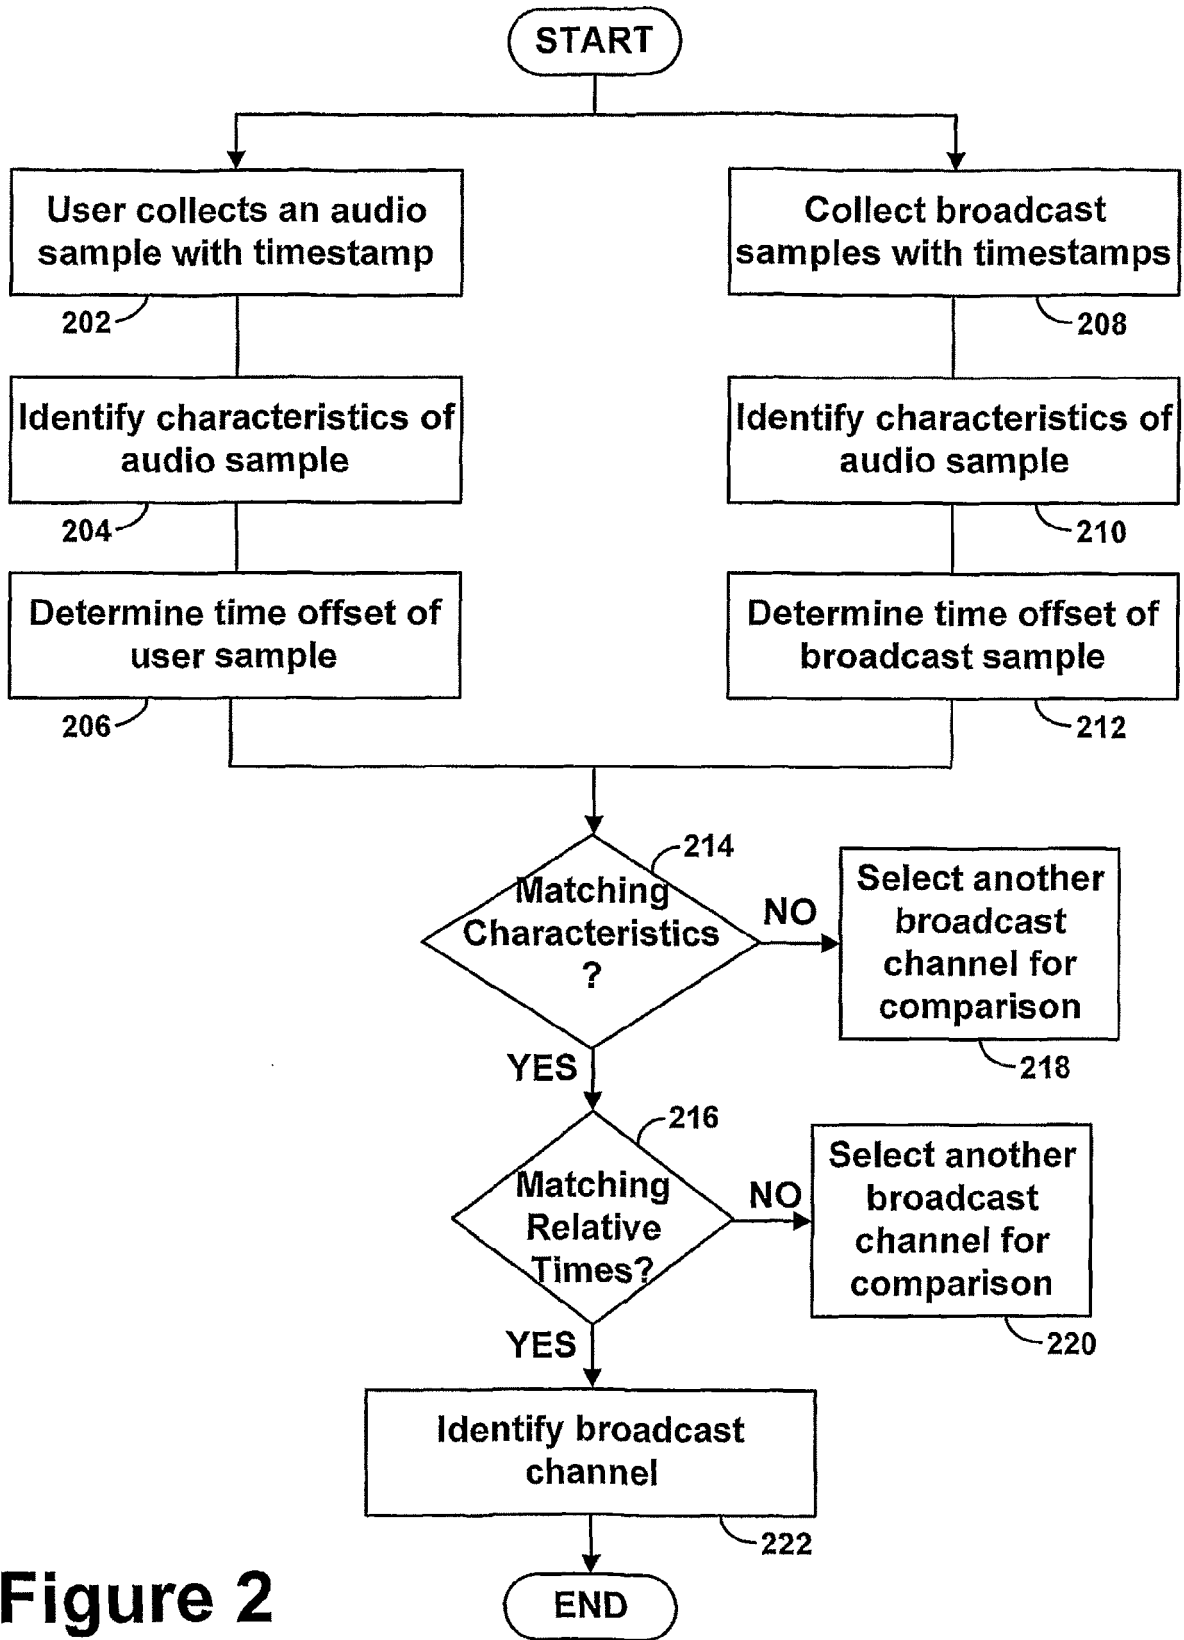 START
User collects an audio
sample with timestamp
202
Collect broadcast
samples with timestamps
208
Identify characteristics of
audio sample
204
Identify characteristics of
audio sample
210
Determine time offset of
user sample
206
Determine time offset of
broadcast sample
212
214
Matching
Characteristics
?
NO
Select another
broadcast
channel for
comparison
218
YES
216
Matching
Relative
Times?
NO
Select another
broadcast
channel for
comparison
220
YES
Identify broadcast
channel
222
END
Figure 2